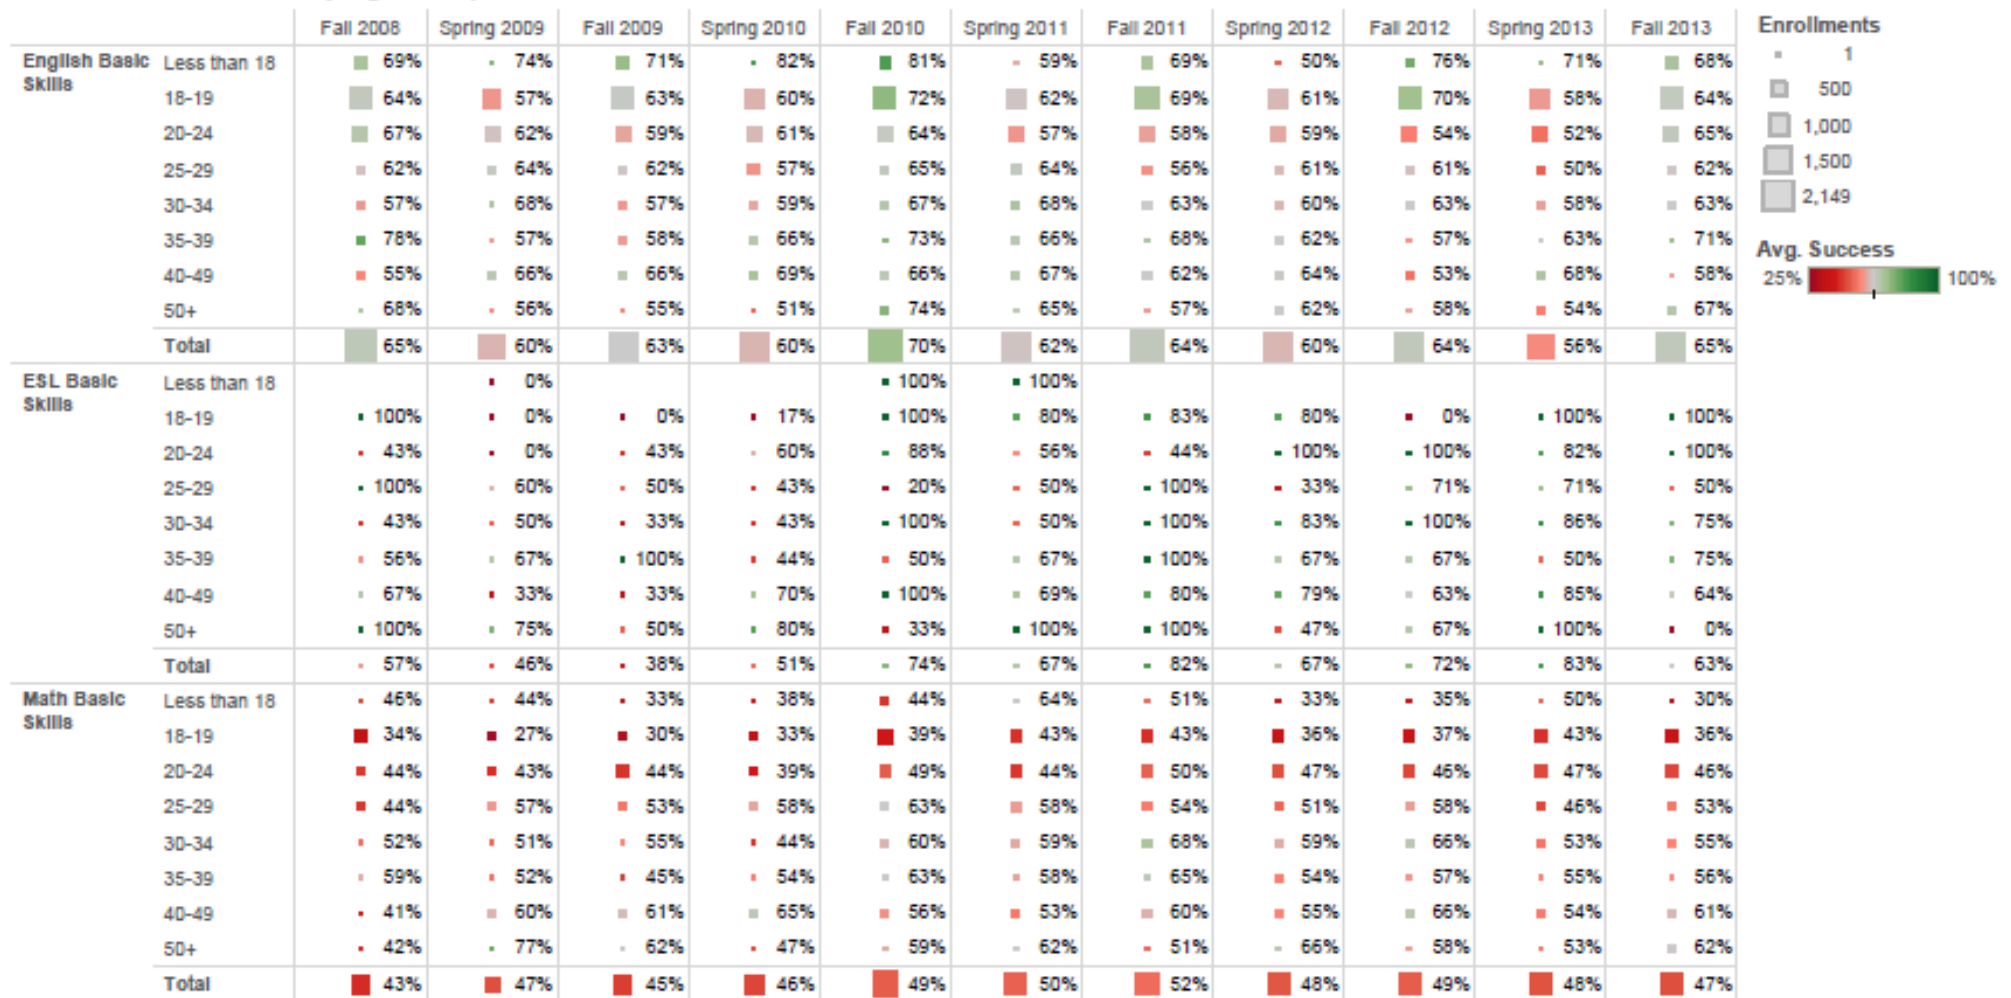 Fall 2008 Spring 2009 Fall 2009 Spring 2010 Fall 2010 Spring 2011 Fall 2011 Spring 2012 Fall 2012 Spring 2013 Fall 2013
English Basic Skills
Less than 18 69% 74% 71% 82% 81% 59% 69% 50% 76% 71% 68%
18-19 64% 57% 63% 60% 72% 62% 69% 61% 70% 58% 64%
20-24 67% 62% 59% 61% 64% 57% 58% 59% 54% 52% 65%
25-29 62% 64% 62% 57% 65% 64% 56% 61% 61% 50% 62%
30-34 57% 68% 57% 59% 67% 68% 63% 60% 63% 58% 63%
35-39 78% 57% 58% 66% 73% 66% 68% 62% 57% 63% 71%
40-49 55% 66% 66% 69% 66% 67% 62% 64% 53% 68% 58%
50+ 68% 56% 55% 51% 74% 65% 57% 62% 58% 54% 67%
Total 65% 60% 63% 60% 70% 62% 64% 60% 64% 56% 65%
ESL Basic Skills
Less than 18 0% 100% 100%
18-19 100% 0% 0% 17% 100% 80% 83% 80% 0% 100% 100%
20-24 43% 0% 43% 60% 88% 56% 44% 100% 100% 82% 100%
25-29 100% 60% 50% 43% 20% 50% 100% 33% 71% 71% 50%
30-34 43% 50% 33% 43% 100% 50% 100% 83% 100% 86% 75%
35-39 56% 67% 100% 44% 50% 67% 100% 67% 67% 50% 75%
40-49 67% 33% 33% 70% 100% 69% 80% 79% 63% 85% 64%
50+ 100% 75% 50% 80% 33% 100% 100% 47% 67% 100% 0%
Total 57% 46% 38% 51% 74% 67% 82% 67% 72% 83% 63%
Math Basic Skills
Less than 18 46% 44% 33% 38% 44% 64% 51% 33% 35% 50% 30%
18-19 34% 27% 30% 33% 39% 43% 43% 36% 37% 43% 36%
20-24 44% 43% 44% 39% 49% 44% 50% 47% 46% 47% 46%
25-29 44% 57% 53% 58% 63% 58% 54% 51% 58% 46% 53%
30-34 52% 51% 55% 44% 60% 59% 68% 59% 66% 53% 55%
35-39 59% 52% 45% 54% 63% 58% 65% 54% 57% 55% 56%
40-49 41% 60% 61% 65% 56% 53% 60% 55% 66% 54% 61%
50+ 42% 77% 62% 47% 59% 62% 51% 66% 58% 53% 62%
Total 43% 47% 45% 46% 49% 50% 52% 48% 49% 48% 47%
Enrollments
1
500
1,000
1,500
2,149
Avg. Success
25% 100%